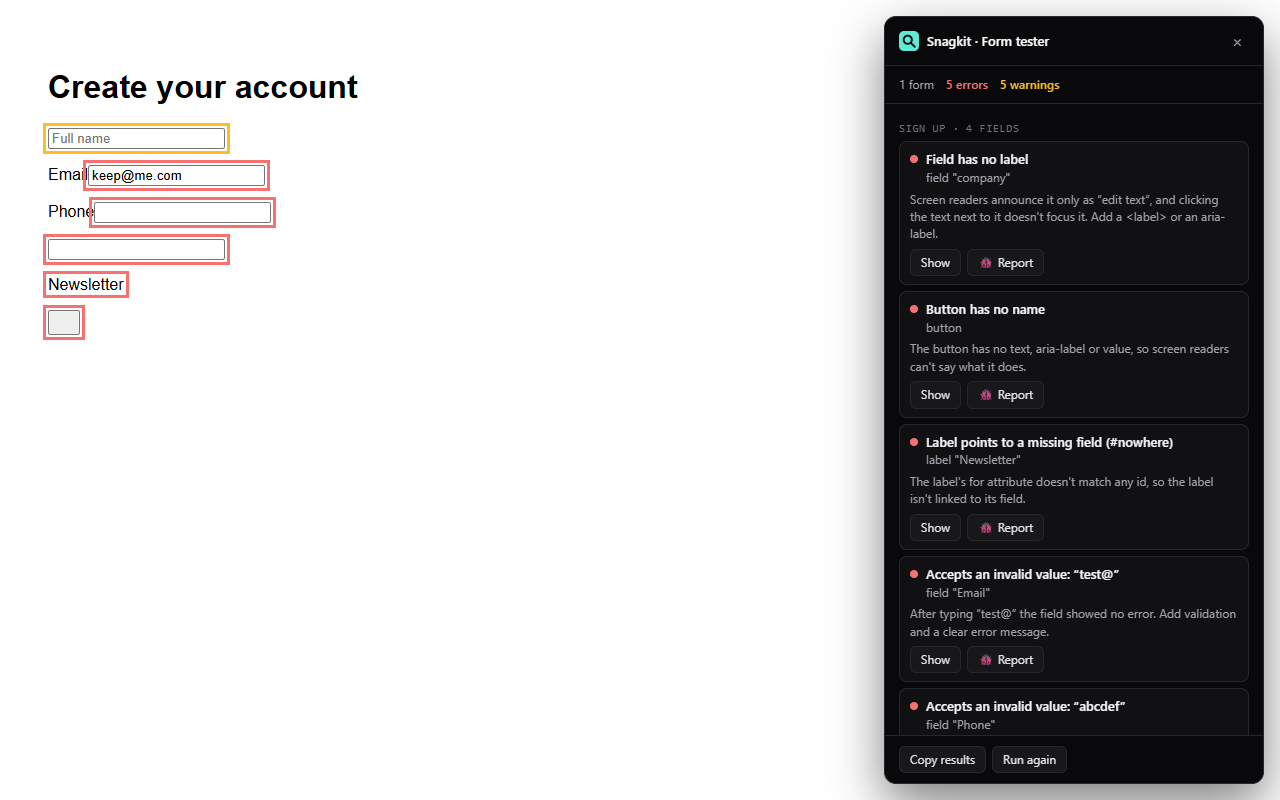 Create your account
Full name
Email keep@me.com
Phone
Newsletter
Snagkit · Form tester
×
1 form 5 errors 5 warnings
SIGN UP · 4 FIELDS
Field has no label
field "company"
Screen readers announce it only as “edit text”, and clicking
the text next to it doesn't focus it. Add a <label> or an aria-
label.
Show Report
Button has no name
button
The button has no text, aria-label or value, so screen readers
can't say what it does.
Show Report
Label points to a missing field (#nowhere)
label "Newsletter"
The label's for attribute doesn't match any id, so the label
isn't linked to its field.
Show Report
Accepts an invalid value: “test@”
field "Email"
After typing “test@” the field showed no error. Add validation
and a clear error message.
Show Report
Accepts an invalid value: “abcdef”
field "Phone"
Copy results Run again